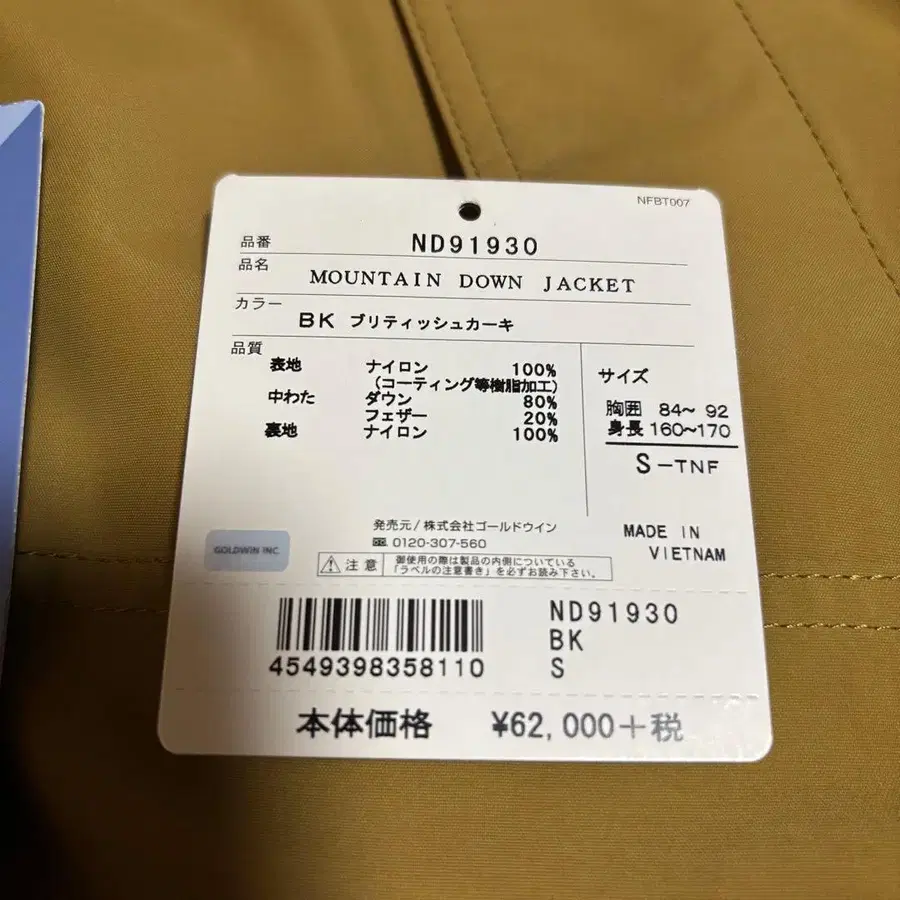 NFBT007
品番 ND91930
品名 MOUNTAIN DOWN JACKET
カラー BK ブリティッシュカーキ
品質
表地 ナイロン 100%
(コーティング等樹脂加工)
中わた ダウン 80%
フェザー 20%
裏地 ナイロン 100%
サイズ
胸囲 84~ 92
身長 160~170
S-TNF
発売元/株式会社ゴールドウイン
0120-307-560
GOLDWIN INC.
注意 御使用の際は製品の内側についている
「ラベルの注意書き」を必ずお読み下さい。
MADE IN
VIETNAM
4549398358110
ND91930
BK
S
本体価格 ¥62,000+税